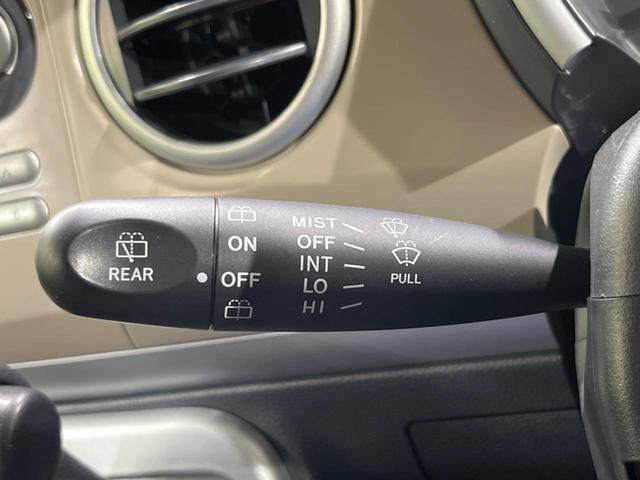 REAR
ON
OFF
MIST
OFF
INT
LO
HI
PULL